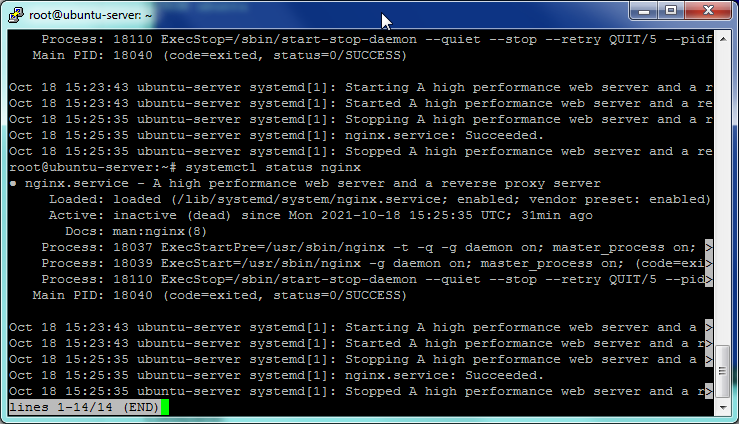 root@ubuntu-server: ~
Process: 18110 ExecStop=/sbin/start-stop-daemon --quiet --stop --retry QUIT/5 --pidf
Main PID: 18040 (code=exited, status=0/SUCCESS)
Oct 18 15:23:43 ubuntu-server systemd[1]: Starting A high performance web server and a r
Oct 18 15:23:43 ubuntu-server systemd[1]: Started A high performance web server and a re
Oct 18 15:25:35 ubuntu-server systemd[1]: Stopping A high performance web server and a r
Oct 18 15:25:35 ubuntu-server systemd[1]: nginx.service: Succeeded.
Oct 18 15:25:35 ubuntu-server systemd[1]: Stopped A high performance web server and a re
root@ubuntu-server:~# systemctl status nginx
● nginx.service - A high performance web server and a reverse proxy server
Loaded: loaded (/lib/systemd/system/nginx.service; enabled; vendor preset: enabled)
Active: inactive (dead) since Mon 2021-10-18 15:25:35 UTC; 31min ago
Docs: man:nginx(8)
Process: 18037 ExecStartPre=/usr/sbin/nginx -t -q -g daemon on; master_process on; >
Process: 18039 ExecStart=/usr/sbin/nginx -g daemon on; master_process on; (code=exi>
Process: 18110 ExecStop=/sbin/start-stop-daemon --quiet --stop --retry QUIT/5 --pid>
Main PID: 18040 (code=exited, status=0/SUCCESS)
Oct 18 15:23:43 ubuntu-server systemd[1]: Starting A high performance web server and a >
Oct 18 15:23:43 ubuntu-server systemd[1]: Started A high performance web server and a r>
Oct 18 15:25:35 ubuntu-server systemd[1]: Stopping A high performance web server and a >
Oct 18 15:25:35 ubuntu-server systemd[1]: nginx.service: Succeeded.
Oct 18 15:25:35 ubuntu-server systemd[1]: Stopped A high performance web server and a r>
lines 1-14/14 (END)